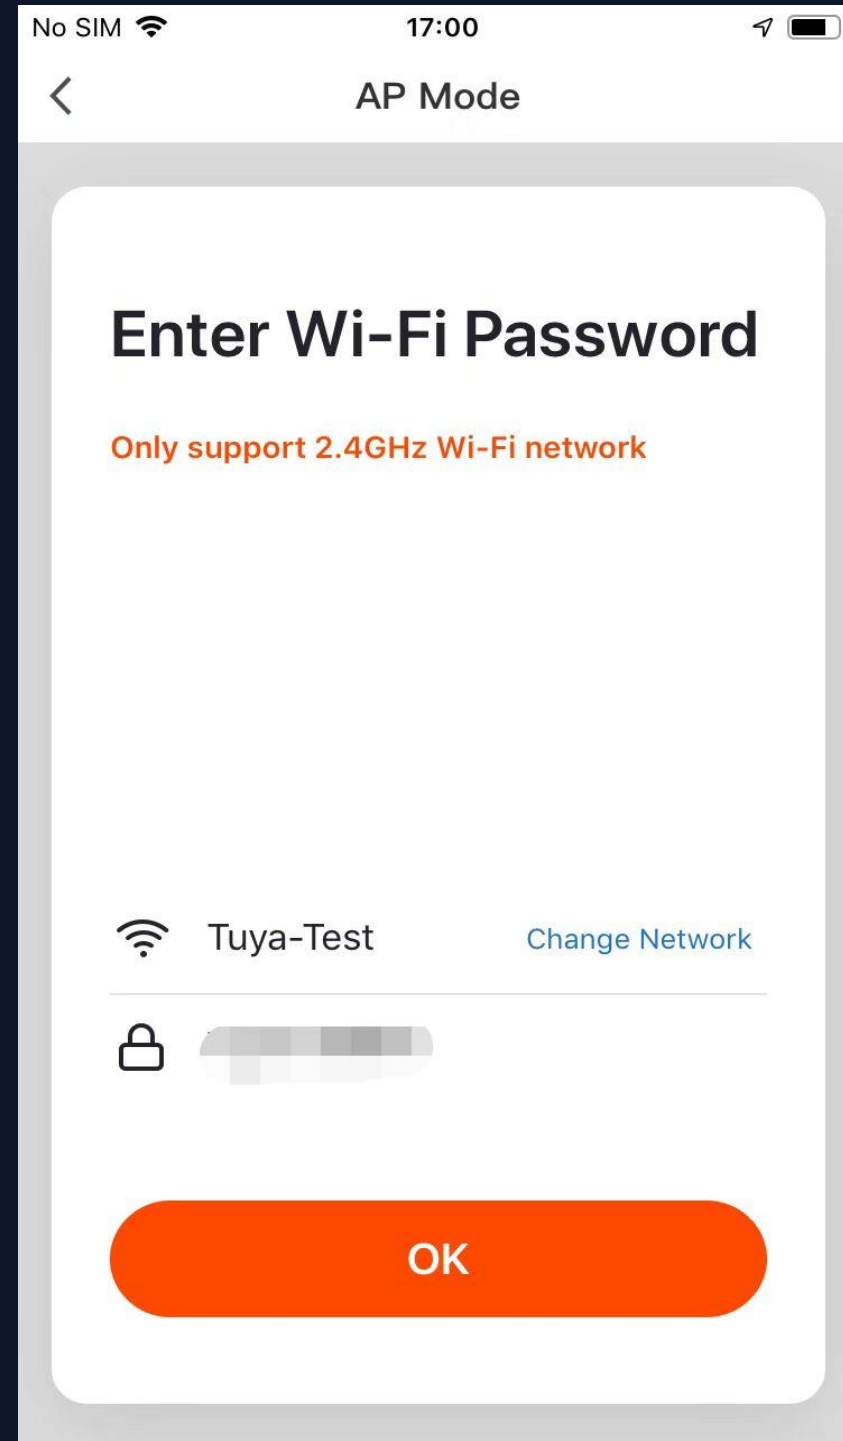 No SIM 17:00
AP Mode
Enter Wi-Fi Password
Only support 2.4GHz Wi-Fi network
Tuya-Test Change Network
OK